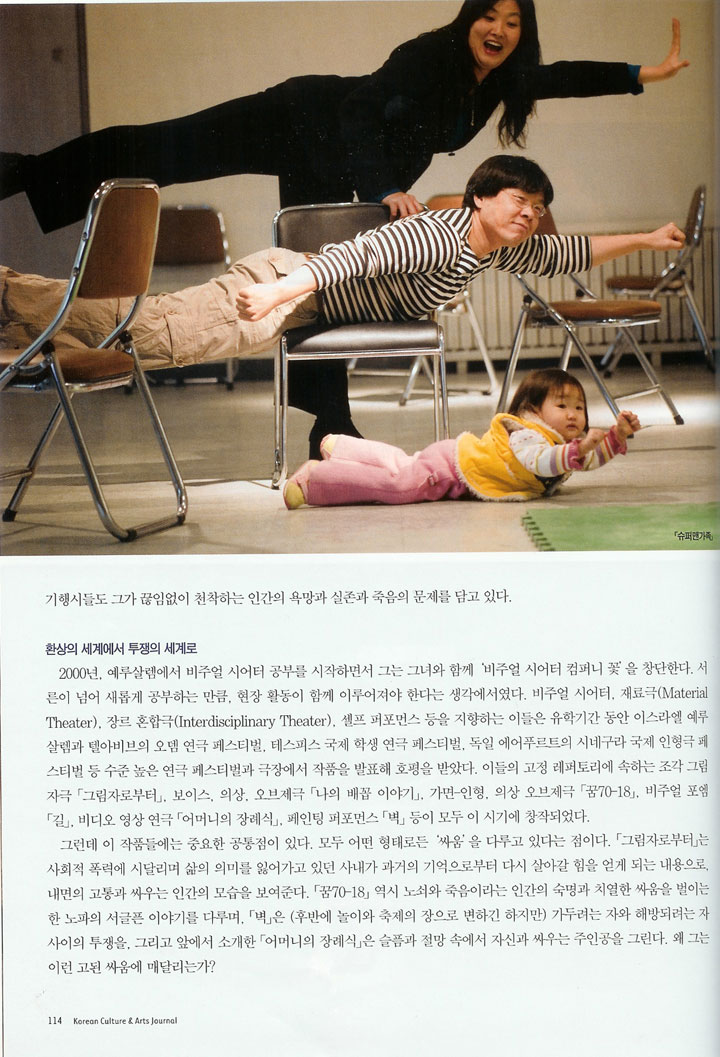 「슈퍼맨가족」
기행시들도 그가 끊임없이 천착하는 인간의 욕망과 실존과 죽음의 문제를 담고 있다.
환상의 세계에서 투쟁의 세계로
2000년, 예루살렘에서 비주얼 시어터 공부를 시작하면서 그는 그녀와 함께 ‘비주얼 시어터 컴퍼니 꽃’을 창단한다. 서
른이 넘어 새롭게 공부하는 만큼, 현장 활동이 함께 이루어져야 한다는 생각에서였다. 비주얼 시어터, 재료극(Material
Theater), 장르 혼합극(Interdisciplinary Theater), 셀프 퍼포먼스 등을 지향하는 이들은 유학기간 동안 이스라엘 예루
살렘과 텔아비브의 오뎀 연극 페스티벌, 테스피스 국제 학생 연극 페스티벌, 독일 에어푸르트의 시네구라 국제 인형극 페
스티벌 등 수준 높은 연극 페스티벌과 극장에서 작품을 발표해 호평을 받았다. 이들의 고정 레퍼토리에 속하는 조각 그림
자극 「그림자로부터」, 보이스, 의상, 오브제극 「나의 배꼽 이야기」, 가면-인형, 의상 오브제극 「꿈70-18」, 비주얼 포엠
「길」, 비디오 영상 연극 「어머니의 장례식」, 페인팅 퍼포먼스 「벽」 등이 모두 이 시기에 창작되었다.
그런데 이 작품들에는 중요한 공통점이 있다. 모두 어떤 형태로든 ‘싸움’을 다루고 있다는 점이다. 「그림자로부터」는
사회적 폭력에 시달리며 삶의 의미를 잃어가고 있던 사내가 과거의 기억으로부터 다시 살아갈 힘을 얻게 되는 내용으로,
내면의 고통과 싸우는 인간의 모습을 보여준다. 「꿈70-18」 역시 노쇠와 죽음이라는 인간의 숙명과 치열한 싸움을 벌이는
한 노파의 서글픈 이야기를 다루며, 「벽」은 (후반에 놀이와 축제의 장으로 변하긴 하지만) 가두려는 자와 해방되려는 자
사이의 투쟁을, 그리고 앞에서 소개한 「어머니의 장례식」은 슬픔과 절망 속에서 자신과 싸우는 주인공을 그린다. 왜 그는
이런 고된 싸움에 매달리는가?
114 Korean Culture & Arts Journal